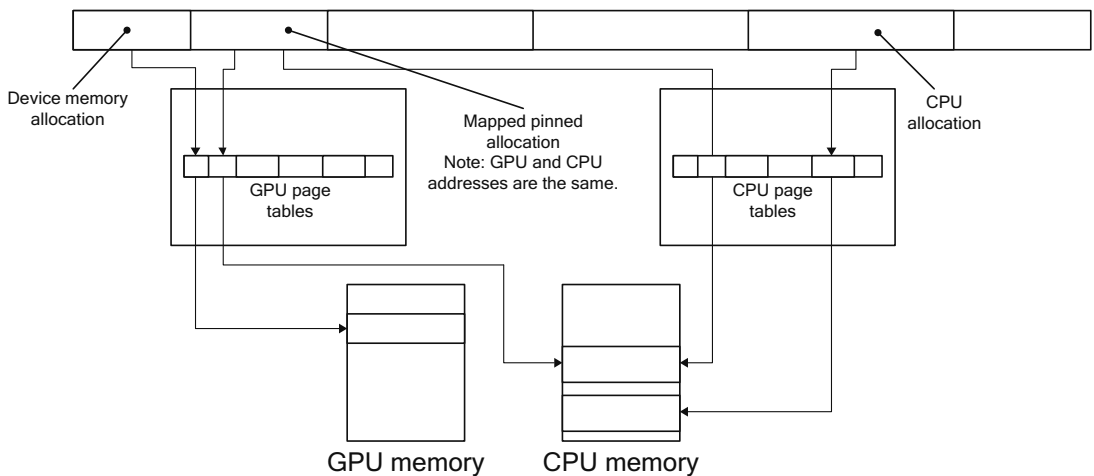 Device memory
allocation
Mapped pinned
allocation
Note: GPU and CPU
addresses are the same.
CPU
allocation
GPU page
tables
CPU page
tables
GPU memory
CPU memory